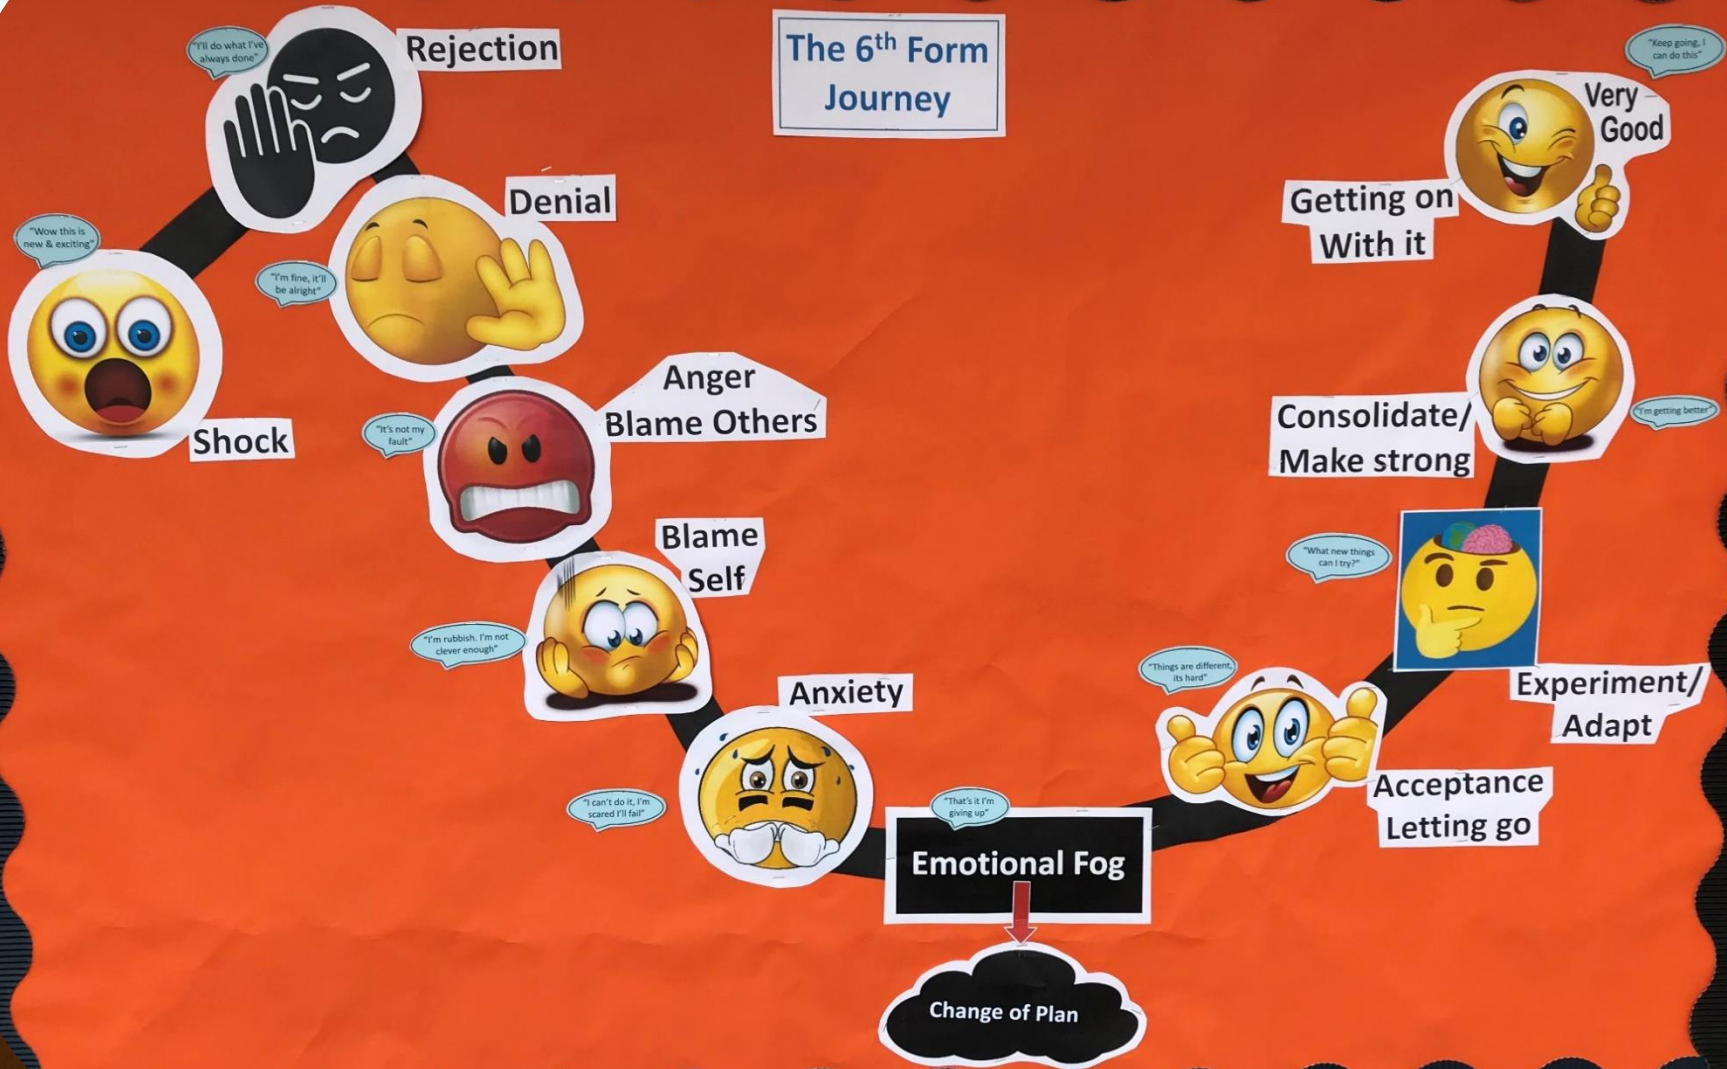 The 6th Form
Journey
"Wow this is
new & exciting"
Shock
"I'll do what I've
always done"
Rejection
"I'm fine, it'll
be alright"
Denial
"It's not my
fault"
Anger
Blame Others
"I'm rubbish. I'm not
clever enough"
Blame
Self
"I can't do it, I'm
scared I'll fail"
Anxiety
"That's it I'm
giving up"
Emotional Fog
Change of Plan
"Things are different,
its hard"
Acceptance
Letting go
"What new things
can I try?"
Experiment/
Adapt
"I'm getting better"
Consolidate/
Make strong
"Keep going, I
can do this"
Very
Good
Getting on
With it